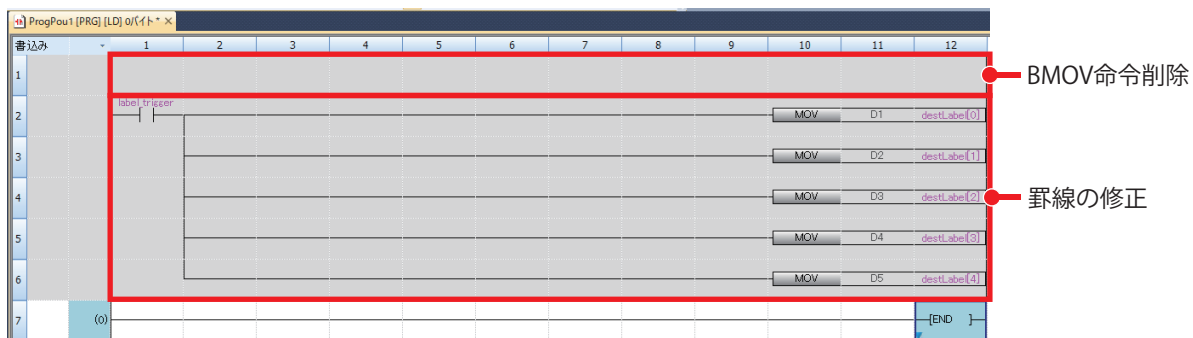 ProgPou1 [PRG] [LD] 0バイト * ×
書込み 1 2 3 4 5 6 7 8 9 10 11 12
1
BMOV命令削除
label_trigger
2 MOV D1 destLabel[0]
3 MOV D2 destLabel[1]
4 MOV D3 destLabel[2]
罫線の修正
5 MOV D4 destLabel[3]
6 MOV D5 destLabel[4]
7 (0) [END ]